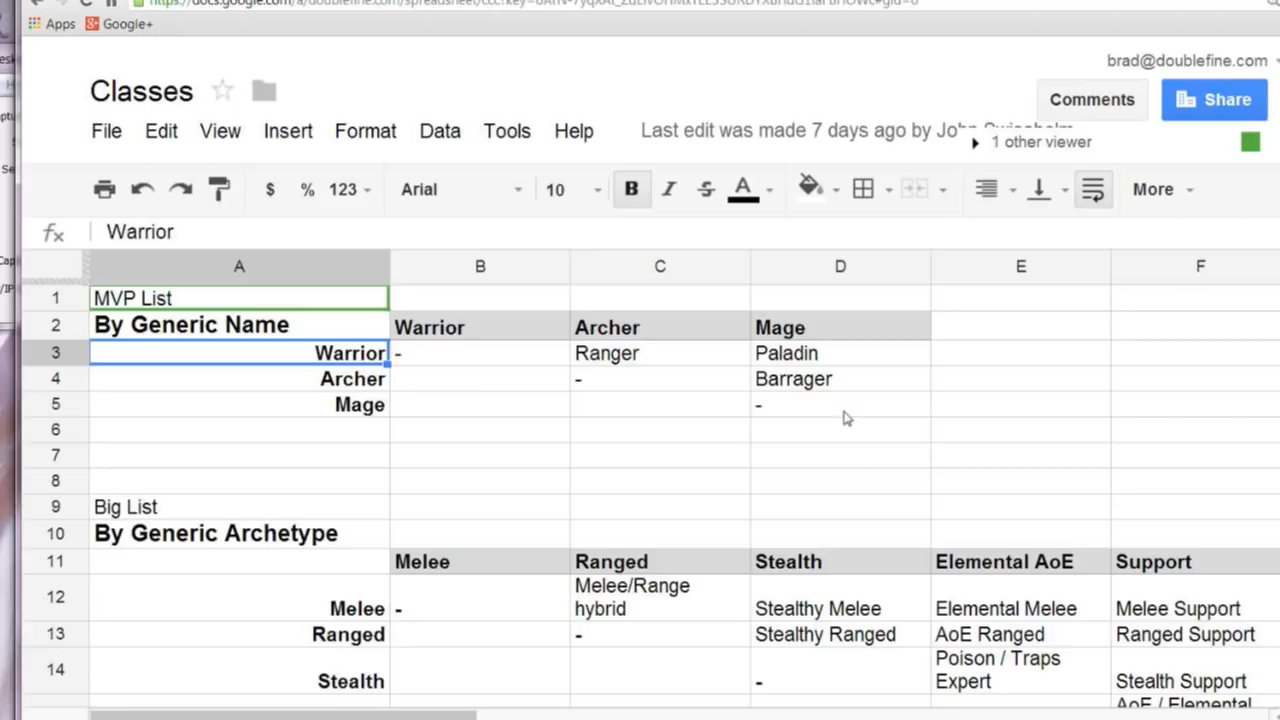 Apps Google+
brad@doublefine.com
Classes
Comments Share
File Edit View Insert Format Data Tools Help Last edit was made 7 days ago by John
1 other viewer
$ % 123 Arial 10 B I S A More
fx Warrior
A B C D E F
1 MVP List
2 By Generic Name Warrior Archer Mage
3 Warrior - Ranger Paladin
4 Archer - Barrager
5 Mage -
6
7
8
9 Big List
10 By Generic Archetype
11 Melee Ranged Stealth Elemental AoE Support
12 Melee - Melee/Range hybrid Stealthy Melee Elemental Melee Melee Support
13 Ranged - Stealthy Ranged AoE Ranged Ranged Support
14 Stealth - Poison / Traps Expert Stealth Support
AoE / Elemental